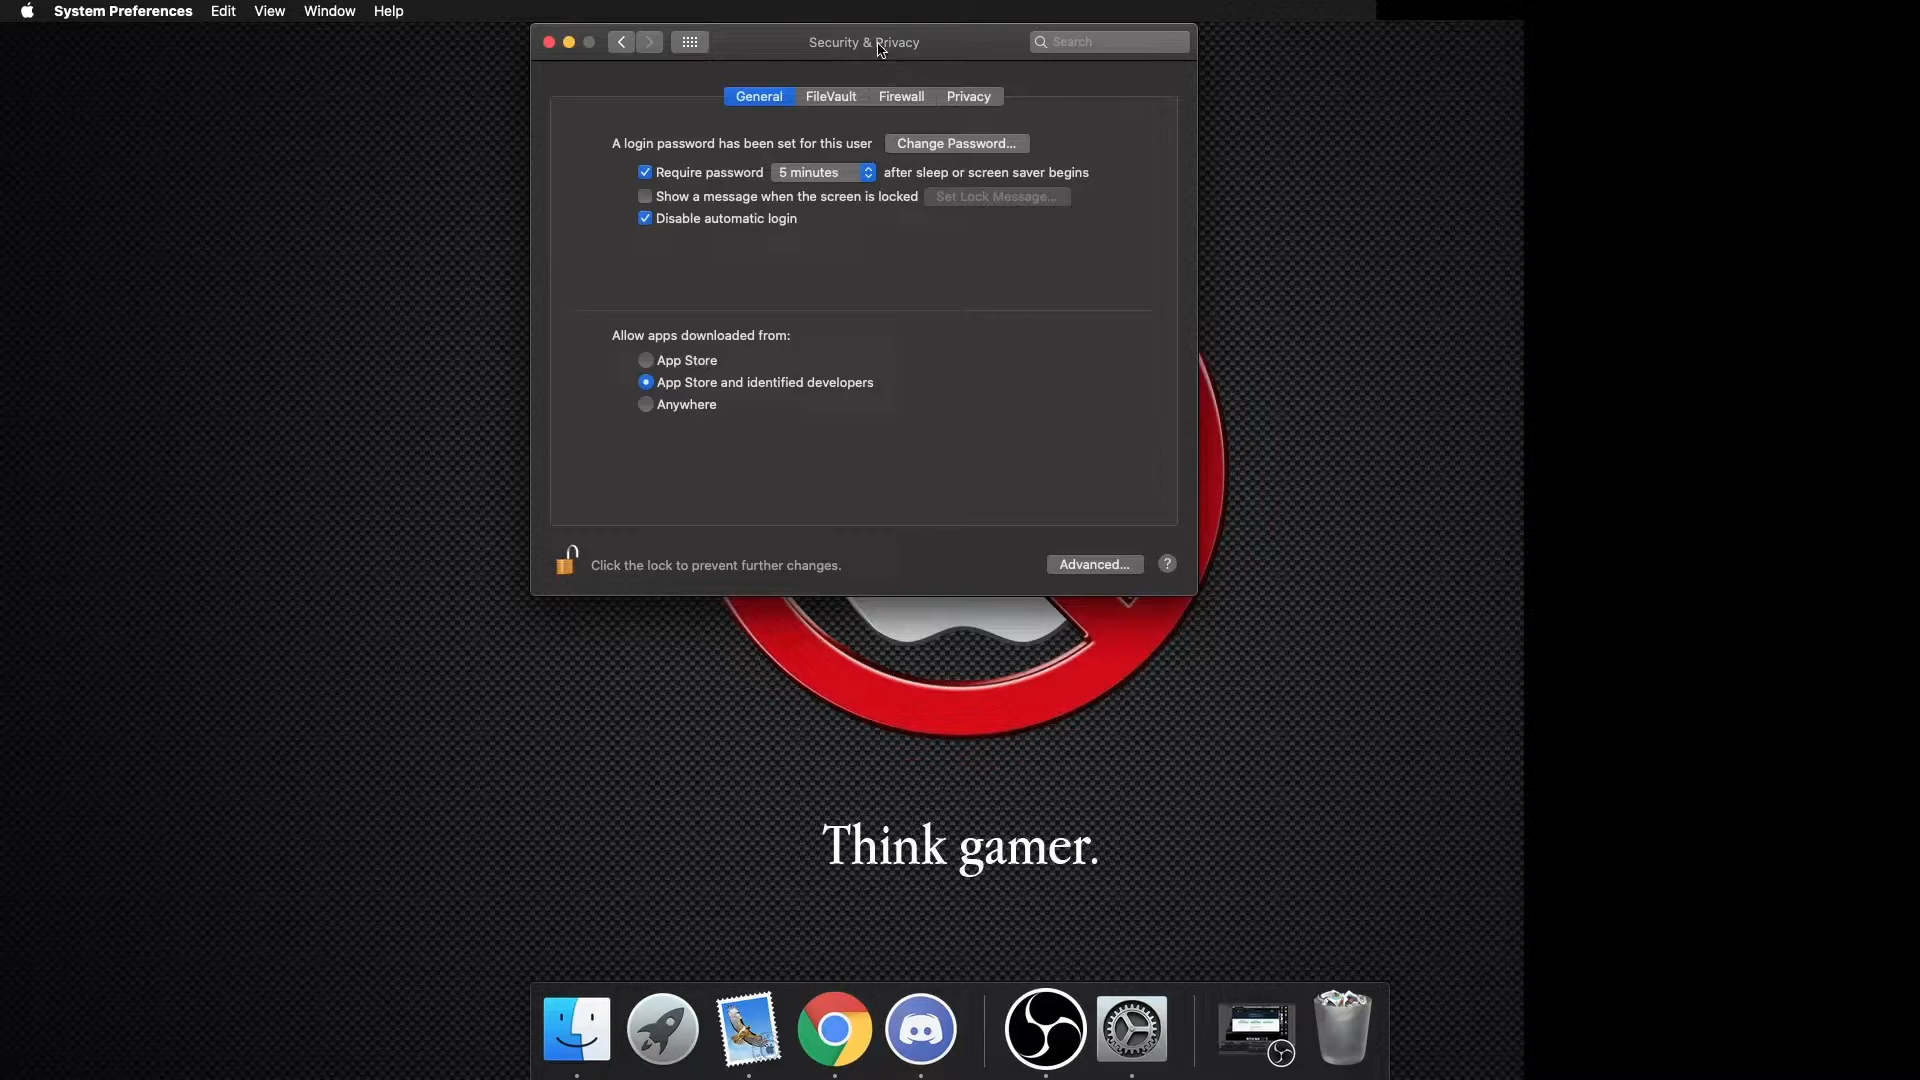 System Preferences Edit View Window Help
Security & Privacy
Search
General FileVault Firewall Privacy
A login password has been set for this user Change Password...
Require password 5 minutes after sleep or screen saver begins
Show a message when the screen is locked Set Lock Message...
Disable automatic login
Allow apps downloaded from:
App Store
App Store and identified developers
Anywhere
Click the lock to prevent further changes. Advanced... ?
Think gamer.